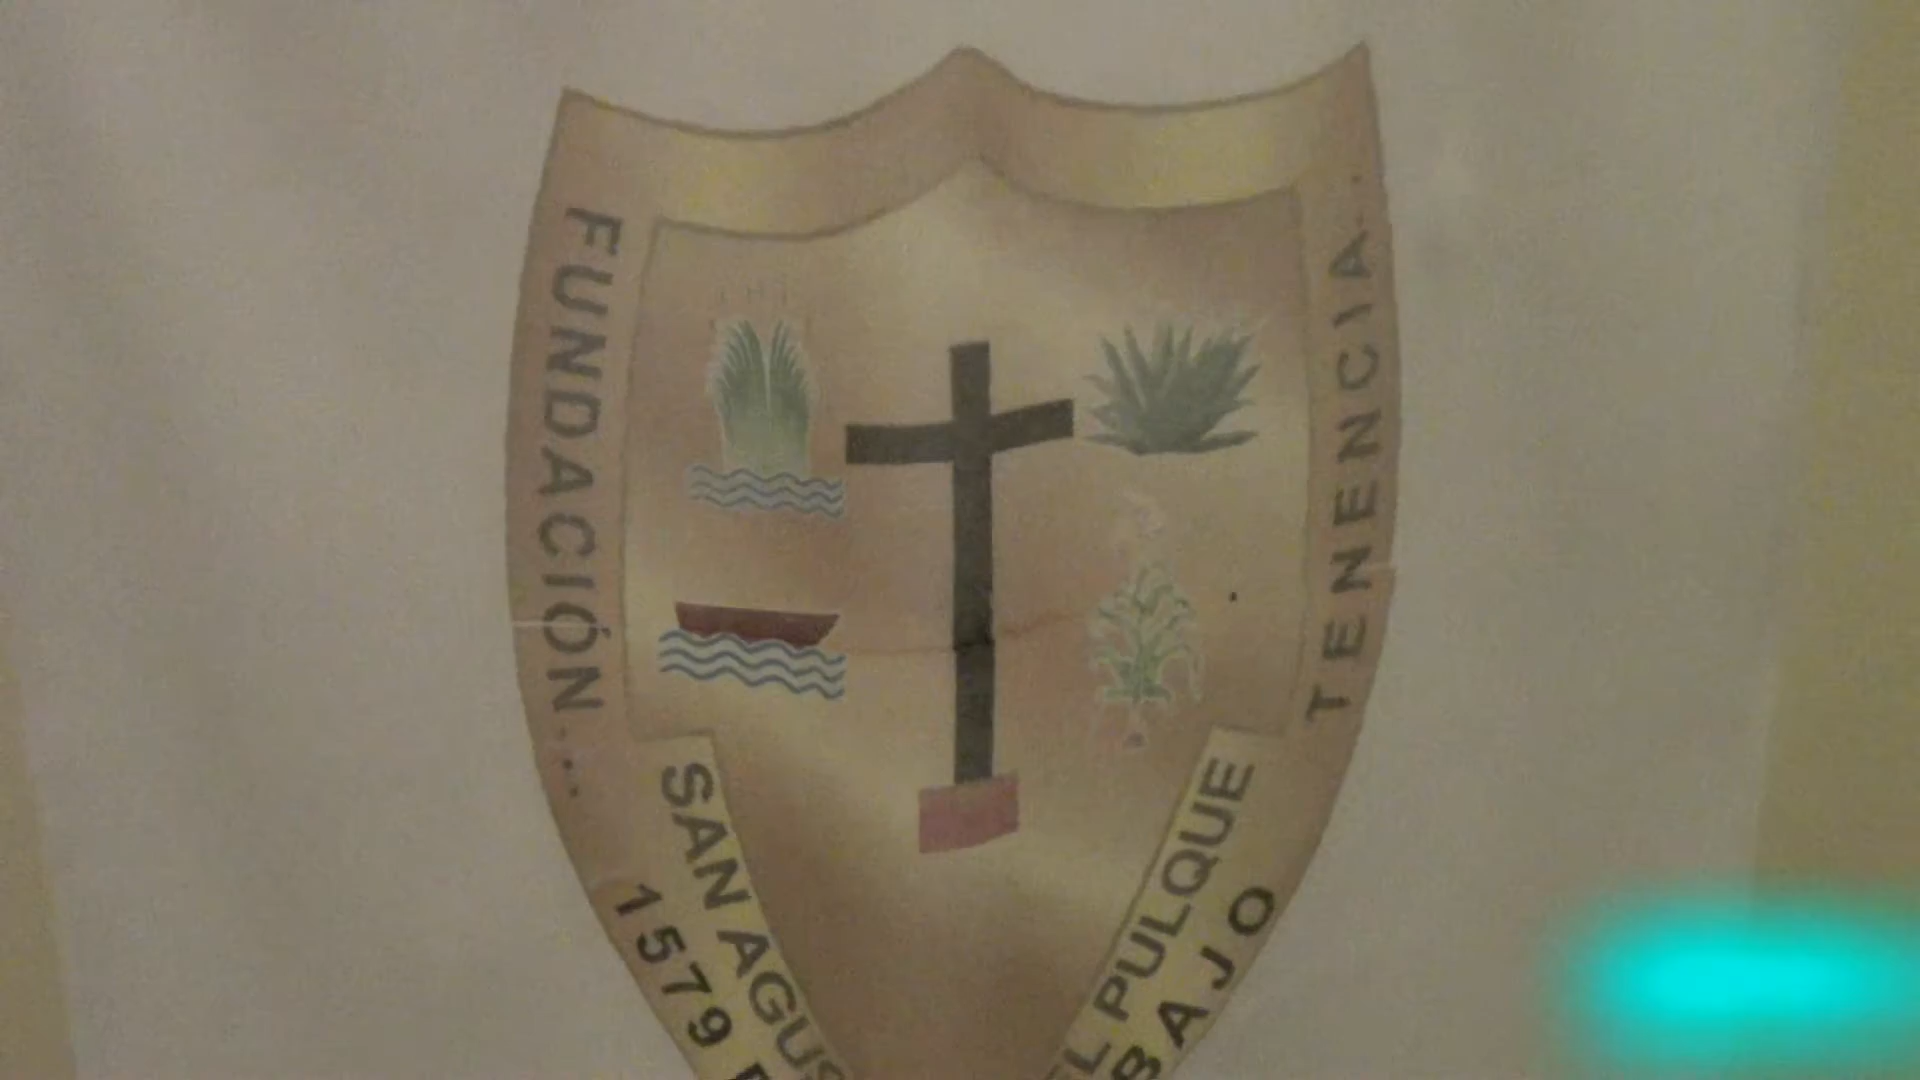 FUNDACIÓN...
TENENCIA..
SAN AGUS
EL PULQUE
1579
BAJO